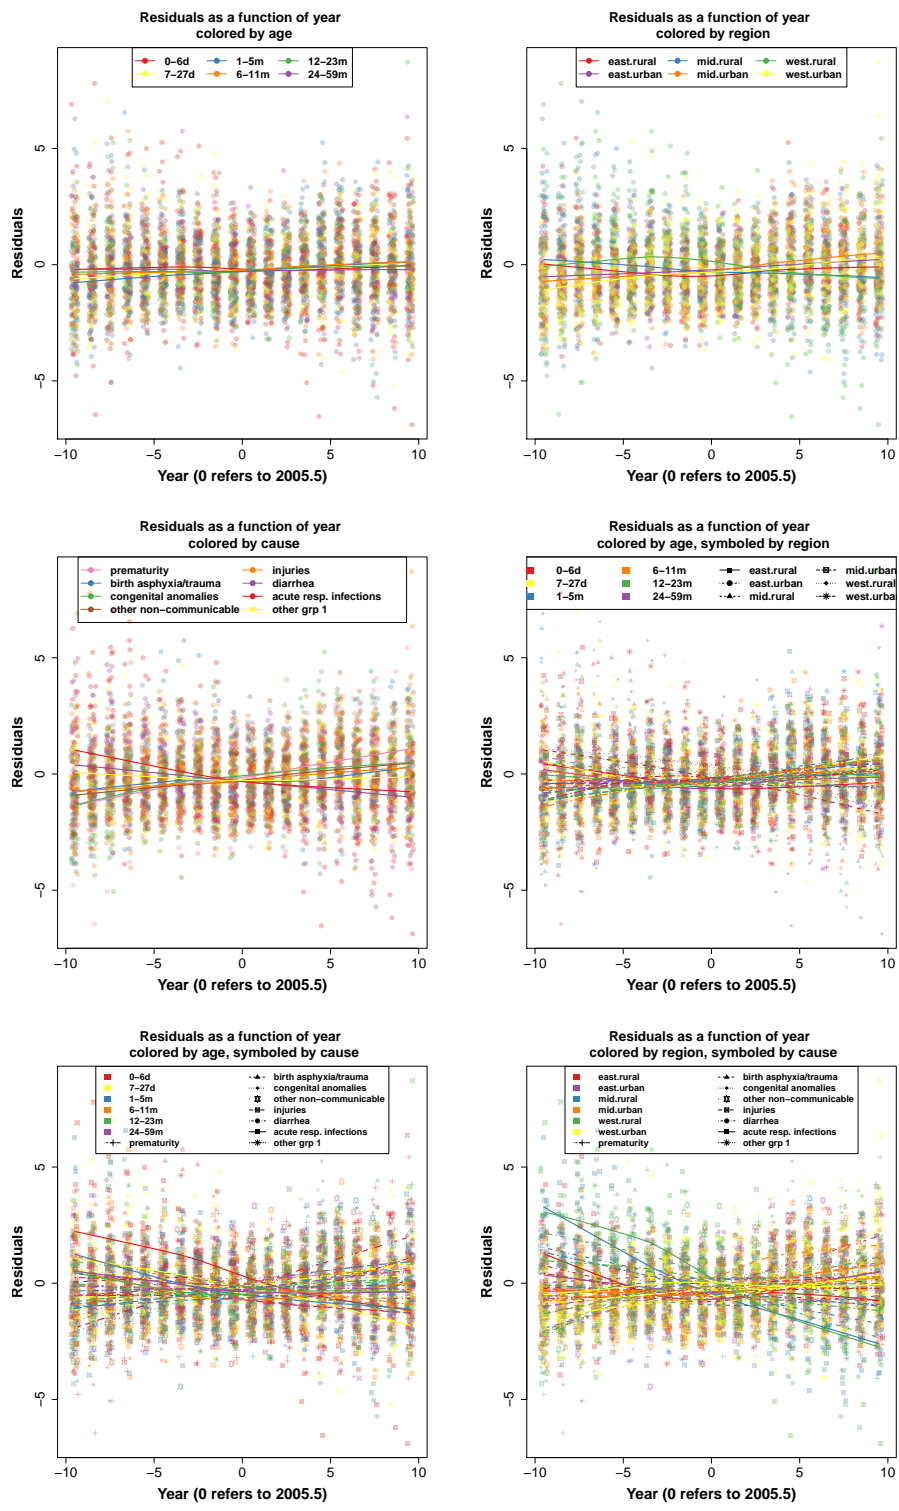 Residuals as a function of year
colored by age
0−6d 1−5m 12−23m
7−27d 6−11m 24−59m
5
0
−5
Residuals
−10 −5 0 5 10
Year (0 refers to 2005.5)
Residuals as a function of year
colored by region
east.rural mid.rural west.rural
east.urban mid.urban west.urban
5
0
−5
Residuals
−10 −5 0 5 10
Year (0 refers to 2005.5)
Residuals as a function of year
colored by cause
prematurity injuries
birth asphyxia/trauma diarrhea
congenital anomalies acute resp. infections
other non−communicable other grp 1
5
0
−5
Residuals
−10 −5 0 5 10
Year (0 refers to 2005.5)
Residuals as a function of year
colored by age, symboled by region
0−6d 6−11m east.rural mid.urban
7−27d 12−23m east.urban west.rural
1−5m 24−59m mid.rural west.urban
5
0
−5
Residuals
−10 −5 0 5 10
Year (0 refers to 2005.5)
Residuals as a function of year
colored by age, symboled by cause
0−6d birth asphyxia/trauma
7−27d congenital anomalies
1−5m other non−communicable
6−11m injuries
12−23m diarrhea
24−59m acute resp. infections
prematurity other grp 1
5
0
−5
Residuals
−10 −5 0 5 10
Year (0 refers to 2005.5)
Residuals as a function of year
colored by region, symboled by cause
east.rural birth asphyxia/trauma
east.urban congenital anomalies
mid.rural other non−communicable
mid.urban injuries
west.rural diarrhea
west.urban acute resp. infections
prematurity other grp 1
5
0
−5
Residuals
−10 −5 0 5 10
Year (0 refers to 2005.5)